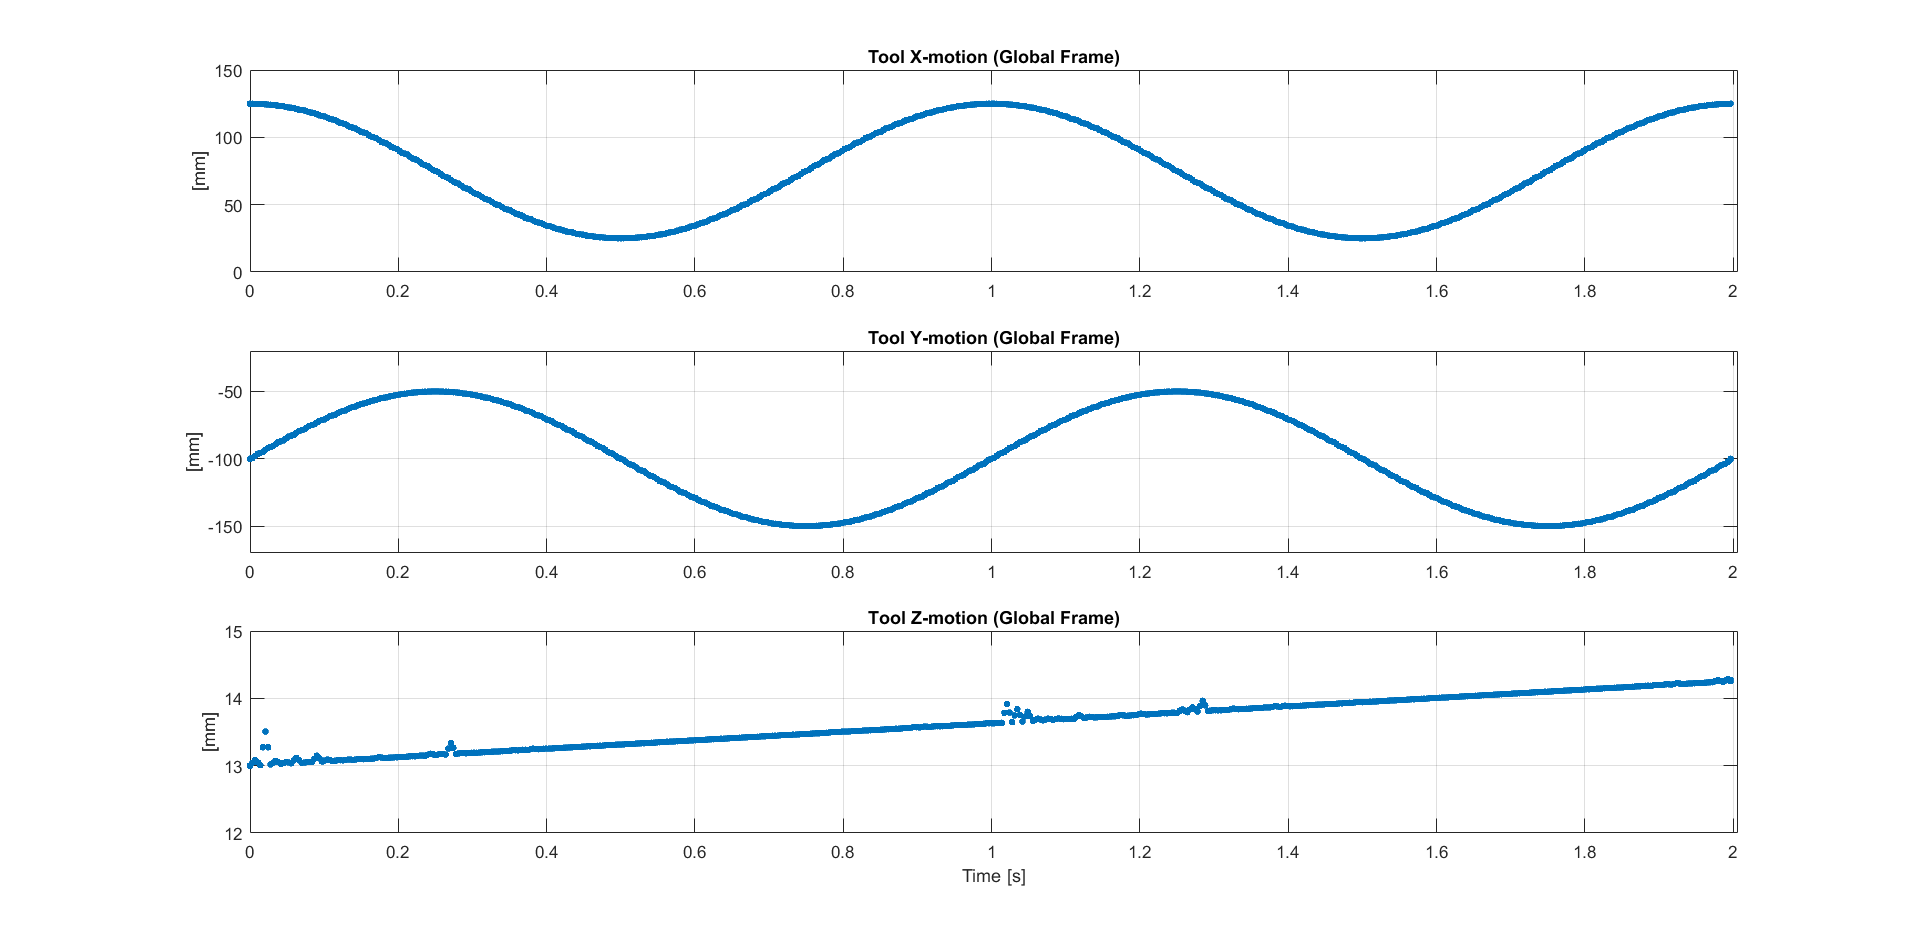 Tool X-motion (Global Frame)
150
100
50
0
[mm]
0 0.2 0.4 0.6 0.8 1 1.2 1.4 1.6 1.8 2
Tool Y-motion (Global Frame)
-50
-100
-150
[mm]
0 0.2 0.4 0.6 0.8 1 1.2 1.4 1.6 1.8 2
Tool Z-motion (Global Frame)
15
14
13
12
[mm]
0 0.2 0.4 0.6 0.8 1 1.2 1.4 1.6 1.8 2
Time [s]